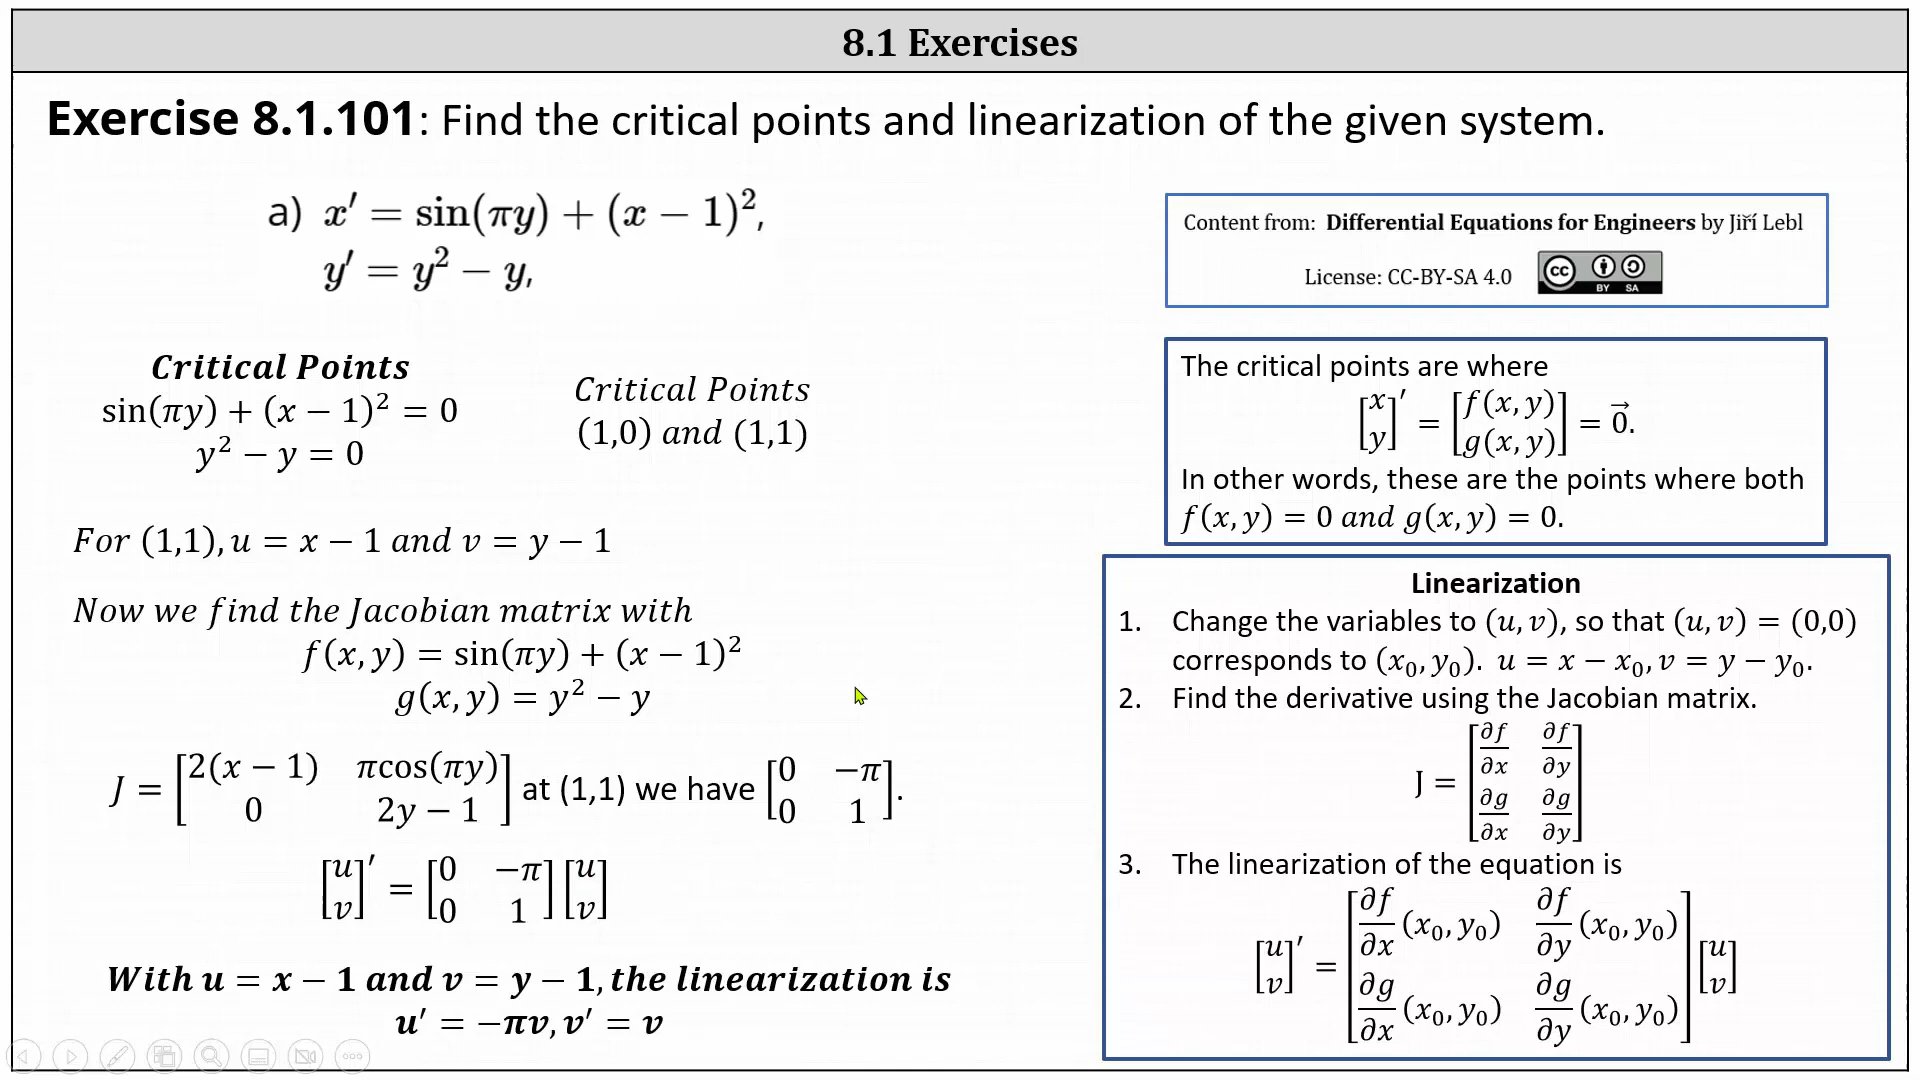 8.1 Exercises
Exercise 8.1.101: Find the critical points and linearization of the given system.
a) x′ = sin(πy) + (x − 1)²,
y′ = y² − y,
Content from: Differential Equations for Engineers by Jiří Lebl
License: CC-BY-SA 4.0
cc BY SA
Critical Points
sin(πy) + (x − 1)² = 0
y² − y = 0
Critical Points
(1,0) and (1,1)
The critical points are where
[x y]′ = [f(x, y) g(x, y)] = 0⃗.
In other words, these are the points where both
f(x, y) = 0 and g(x, y) = 0.
For (1,1), u = x − 1 and v = y − 1
Now we find the Jacobian matrix with
f(x, y) = sin(πy) + (x − 1)²
g(x, y) = y² − y
J = [2(x − 1) πcos(πy) 0 2y − 1] at (1,1) we have [0 −π 0 1].
[u v]′ = [0 −π 0 1] [u v]
With u = x − 1 and v = y − 1, the linearization is
u′ = −πv, v′ = v
Linearization
1. Change the variables to (u, v), so that (u, v) = (0,0)
corresponds to (x₀, y₀). u = x − x₀, v = y − y₀.
2. Find the derivative using the Jacobian matrix.
J = [∂f/∂x ∂f/∂y ∂g/∂x ∂g/∂y]
3. The linearization of the equation is
[u v]′ = [∂f/∂x (x₀, y₀) ∂f/∂y (x₀, y₀) ∂g/∂x (x₀, y₀) ∂g/∂y (x₀, y₀)] [u v]